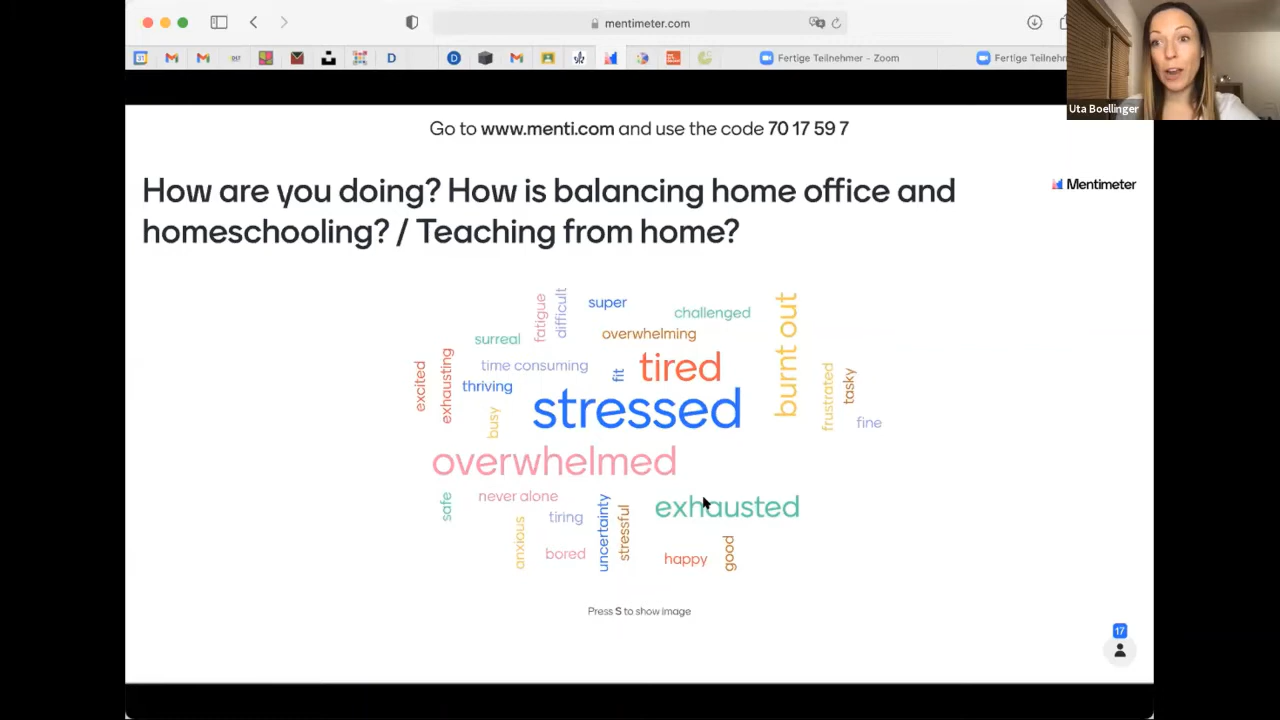 mentimeter.com
Fertige Teilnehmer - Zoom
Fertige Teilnehm
Uta Boellinger
Go to www.menti.com and use the code 70 17 59 7
How are you doing? How is balancing home office and
homeschooling? / Teaching from home?
Mentimeter
fatigue
difficult
super
challenged
burnt out
surreal
overwhelming
excited
exhausting
time consuming
fit
tired
frustrated
tasky
thriving
busy
stressed
fine
overwhelmed
safe
never alone
uncertainty
exhausted
anxious
tiring
stressful
bored
happy
good
Press S to show image
17